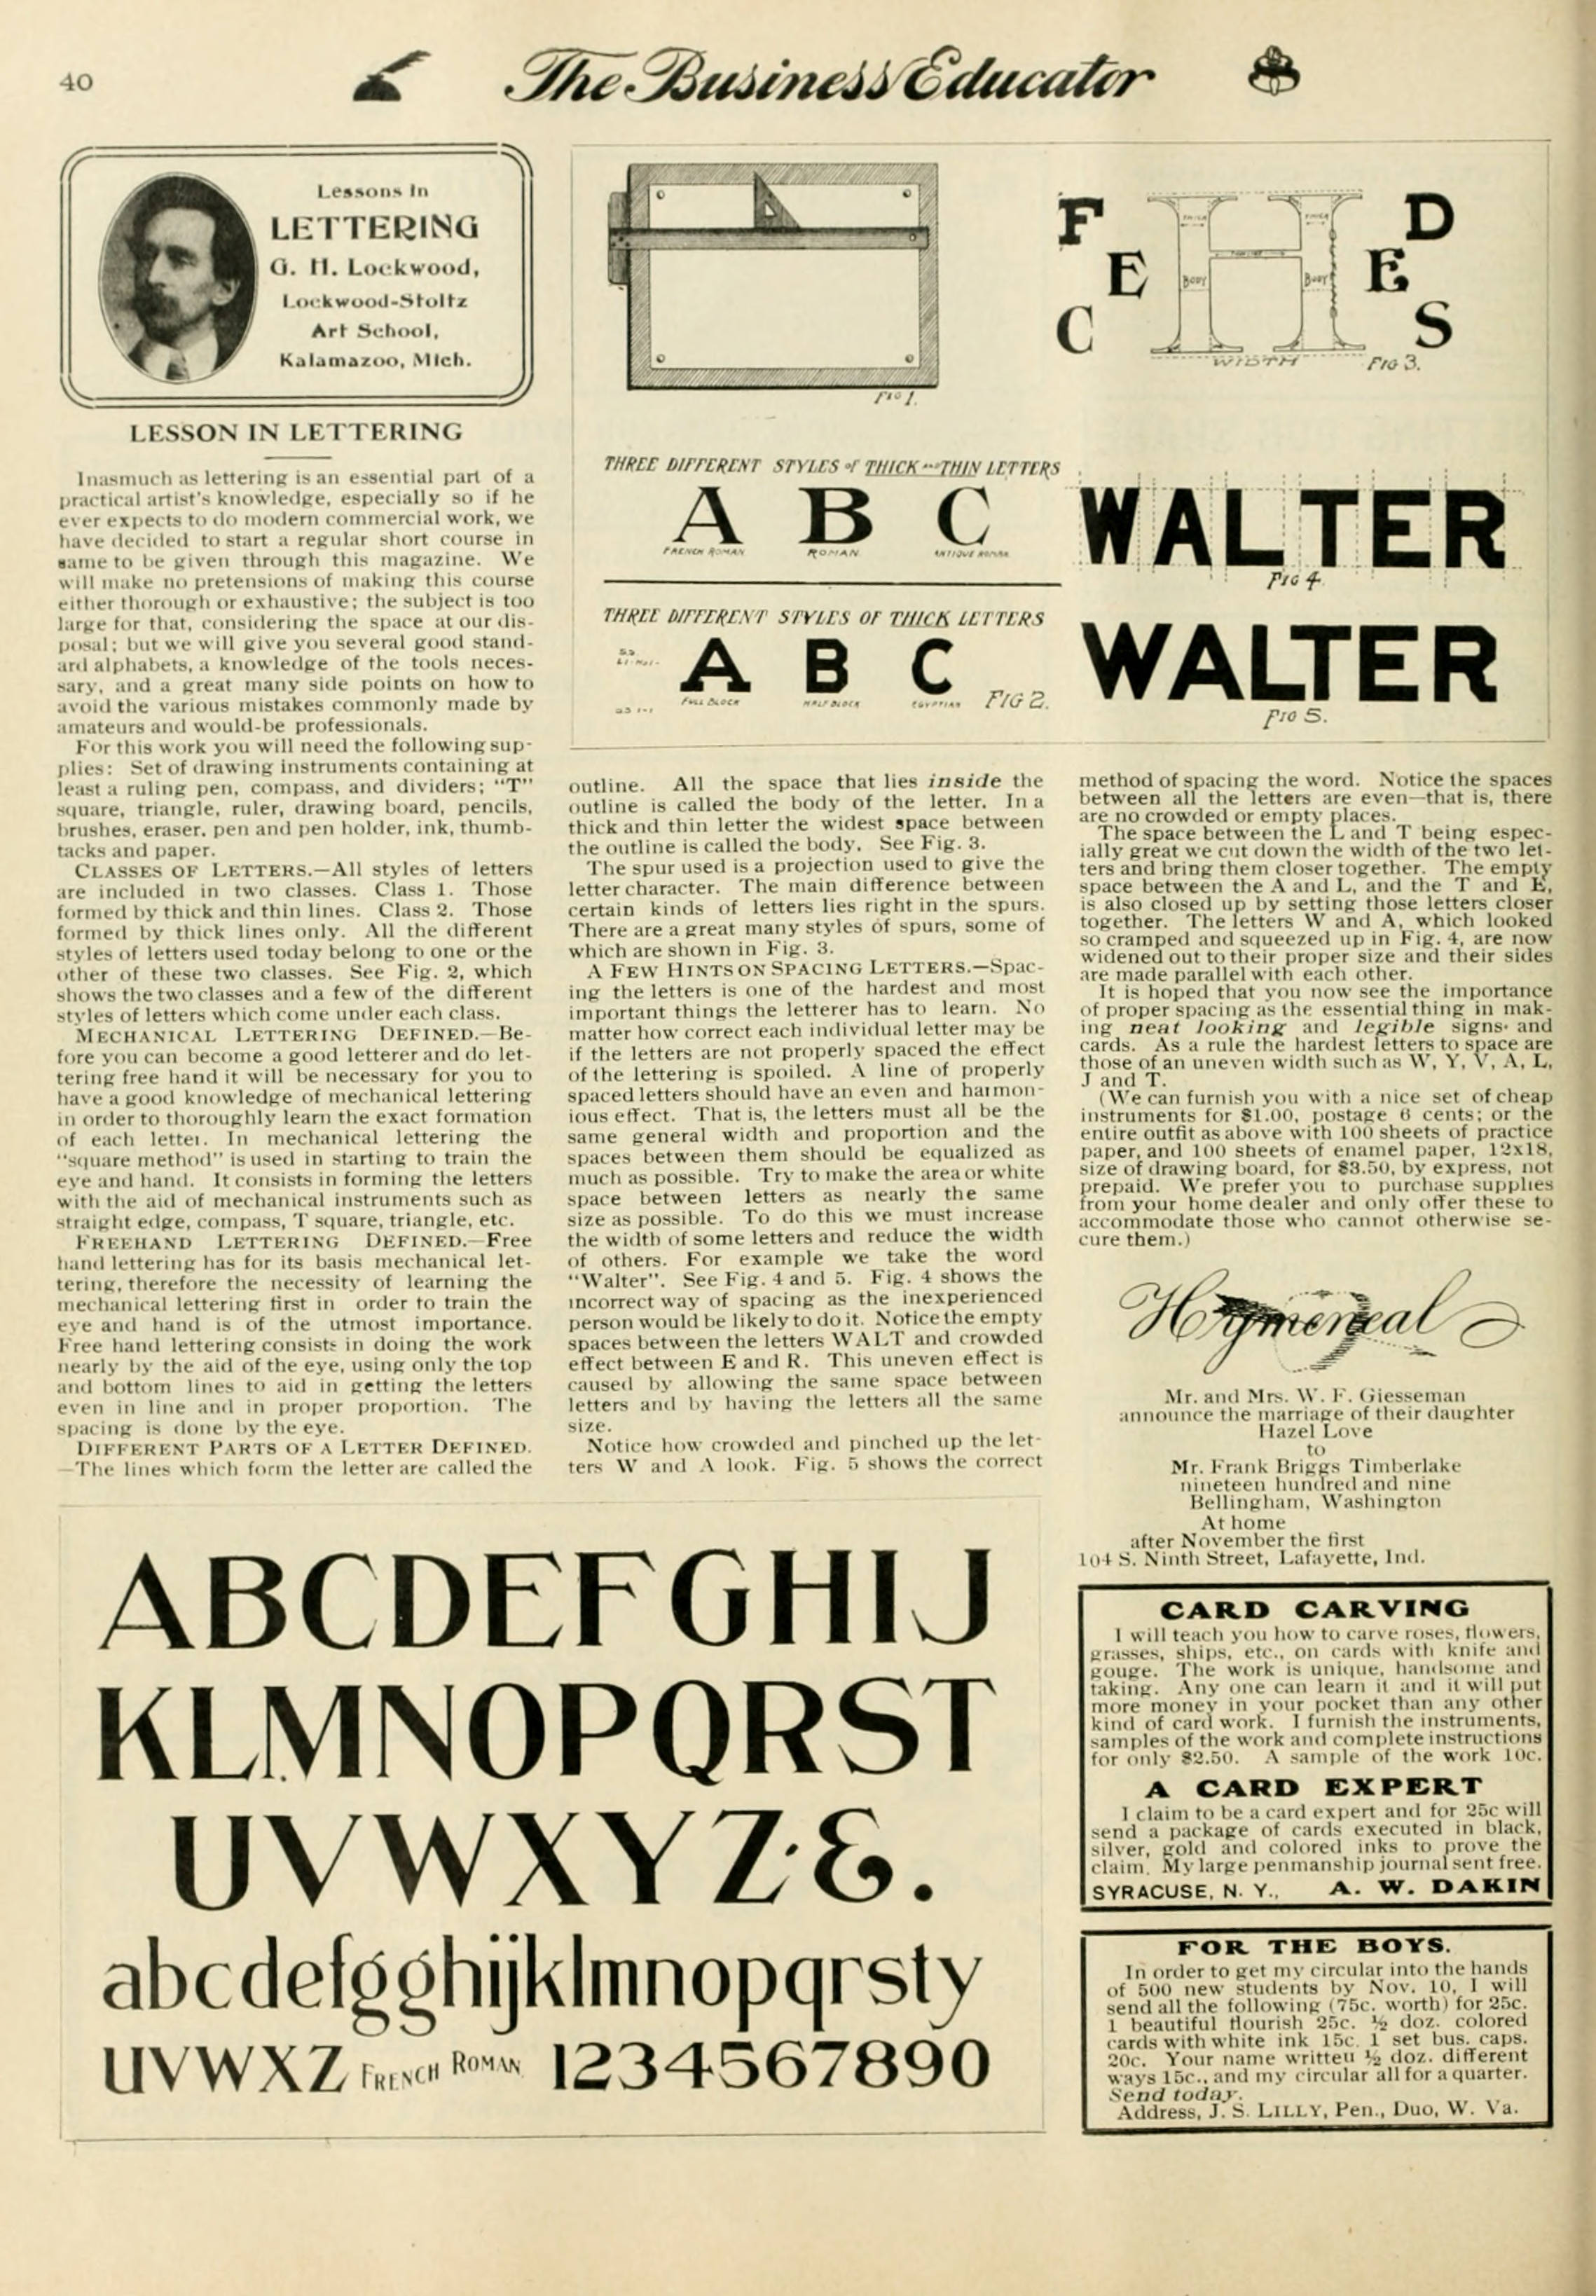 40
The Business Educator
Lessons In
LETTERING
G. H. Lockwood,
Lockwood-Stoltz
Art School,
Kalamazoo, Mich.
LESSON IN LETTERING
Inasmuch as lettering is an essential part of a
practical artist's knowledge, especially so if he
ever expects to do modern commercial work, we
have decided to start a regular short course in
same to be given through this magazine. We
will make no pretensions of making this course
either thorough or exhaustive; the subject is too
large for that, considering the space at our dis-
posal; but we will give you several good stand-
ard alphabets, a knowledge of the tools neces-
sary, and a great many side points on how to
avoid the various mistakes commonly made by
amateurs and would-be professionals.
For this work you will need the following sup-
plies: Set of drawing instruments containing at
least a ruling pen, compass, and dividers; "T"
square, triangle, ruler, drawing board, pencils,
brushes, eraser. pen and pen holder, ink, thumb-
tacks and paper.
CLASSES OF LETTERS.—All styles of letters
are included in two classes. Class 1. Those
formed by thick and thin lines. Class 2. Those
formed by thick lines only. All the different
styles of letters used today belong to one or the
other of these two classes. See Fig. 2, which
shows the two classes and a few of the different
styles of letters which come under each class.
MECHANICAL LETTERING DEFINED.—Be-
fore you can become a good letterer and do let-
tering free hand it will be necessary for you to
have a good knowledge of mechanical lettering
in order to thoroughly learn the exact formation
of each letter. In mechanical lettering the
"square method" is used in starting to train the
eye and hand. It consists in forming the letters
with the aid of mechanical instruments such as
straight edge, compass, T square, triangle, etc.
FREEHAND LETTERING DEFINED.—Free
hand lettering has for its basis mechanical let-
tering, therefore the necessity of learning the
mechanical lettering first in order to train the
eye and hand is of the utmost importance.
Free hand lettering consists in doing the work
nearly by the aid of the eye, using only the top
and bottom lines to aid in getting the letters
even in line and in proper proportion. The
spacing is done by the eye.
DIFFERENT PARTS OF A LETTER DEFINED.
—The lines which form the letter are called the
FIG 1.
F E C
THICK THICK
BODY BODY
WIDTH
D E S
FIG 3.
THREE DIFFERENT STYLES of THICK and THIN LETTERS
A B C
FRENCH ROMAN ROMAN ANTIQUE ROMAN
THREE DIFFERENT STYLES OF THICK LETTERS
A B C
FULL BLOCK HALF BLOCK EGYPTIAN FIG 2.
WALTER
FIG 4.
WALTER
FIG 5.
outline. All the space that lies inside the
outline is called the body of the letter. In a
thick and thin letter the widest space between
the outline is called the body. See Fig. 3.
The spur used is a projection used to give the
letter character. The main difference between
certain kinds of letters lies right in the spurs.
There are a great many styles of spurs, some of
which are shown in Fig. 3.
A FEW HINTS ON SPACING LETTERS.—Spac-
ing the letters is one of the hardest and most
important things the letterer has to learn. No
matter how correct each individual letter may be
if the letters are not properly spaced the effect
of the lettering is spoiled. A line of properly
spaced letters should have an even and harmon-
ious effect. That is, the letters must all be the
same general width and proportion and the
spaces between them should be equalized as
much as possible. Try to make the area or white
space between letters as nearly the same
size as possible. To do this we must increase
the width of some letters and reduce the width
of others. For example we take the word
"Walter". See Fig. 4 and 5. Fig. 4 shows the
incorrect way of spacing as the inexperienced
person would be likely to do it. Notice the empty
spaces between the letters WALT and crowded
effect between E and R. This uneven effect is
caused by allowing the same space between
letters and by having the letters all the same
size.
Notice how crowded and pinched up the let-
ters W and A look. Fig. 5 shows the correct
method of spacing the word. Notice the spaces
between all the letters are even—that is, there
are no crowded or empty places.
The space between the L and T being espec-
ially great we cut down the width of the two let-
ters and bring them closer together. The empty
space between the A and L, and the T and E,
is also closed up by setting those letters closer
together. The letters W and A, which looked
so cramped and squeezed up in Fig. 4, are now
widened out to their proper size and their sides
are made parallel with each other.
It is hoped that you now see the importance
of proper spacing as the essential thing in mak-
ing neat looking and legible signs and
cards. As a rule the hardest letters to space are
those of an uneven width such as W, Y, V, A, L,
J and T.
(We can furnish you with a nice set of cheap
instruments for $1.00, postage 6 cents; or the
entire outfit as above with 100 sheets of practice
paper, and 100 sheets of enamel paper, 12x18,
size of drawing board, for $3.50, by express, not
prepaid. We prefer you to purchase supplies
from your home dealer and only offer these to
accommodate those who cannot otherwise se-
cure them.)
Hymeneal
Mr. and Mrs. W. F. Giesseman
announce the marriage of their daughter
Hazel Love
to
Mr. Frank Briggs Timberlake
nineteen hundred and nine
Bellingham, Washington
At home
after November the first
104 S. Ninth Street, Lafayette, Ind.
ABCDEFGHIJ
KLMNOPQRST
UVWXYZ·&.
abcdefgghijklmnopqrsty
UVWXZ FRENCH ROMAN 1234567890
CARD CARVING
I will teach you how to carve roses, flowers,
grasses, ships, etc., on cards with knife and
gouge. The work is unique, handsome and
taking. Any one can learn it and it will put
more money in your pocket than any other
kind of card work. I furnish the instruments,
samples of the work and complete instructions
for only $2.50. A sample of the work 10c.
A CARD EXPERT
I claim to be a card expert and for 25c will
send a package of cards executed in black,
silver, gold and colored inks to prove the
claim. My large penmanship journal sent free.
SYRACUSE, N. Y., A. W. DAKIN
FOR THE BOYS.
In order to get my circular into the hands
of 500 new students by Nov. 10, I will
send all the following (75c. worth) for 25c.
1 beautiful flourish 25c. ½ doz. colored
cards with white ink 15c. 1 set bus. caps.
20c. Your name written ½ doz. different
ways 15c., and my circular all for a quarter.
Send today.
Address, J. S. LILLY, Pen., Duo, W. Va.